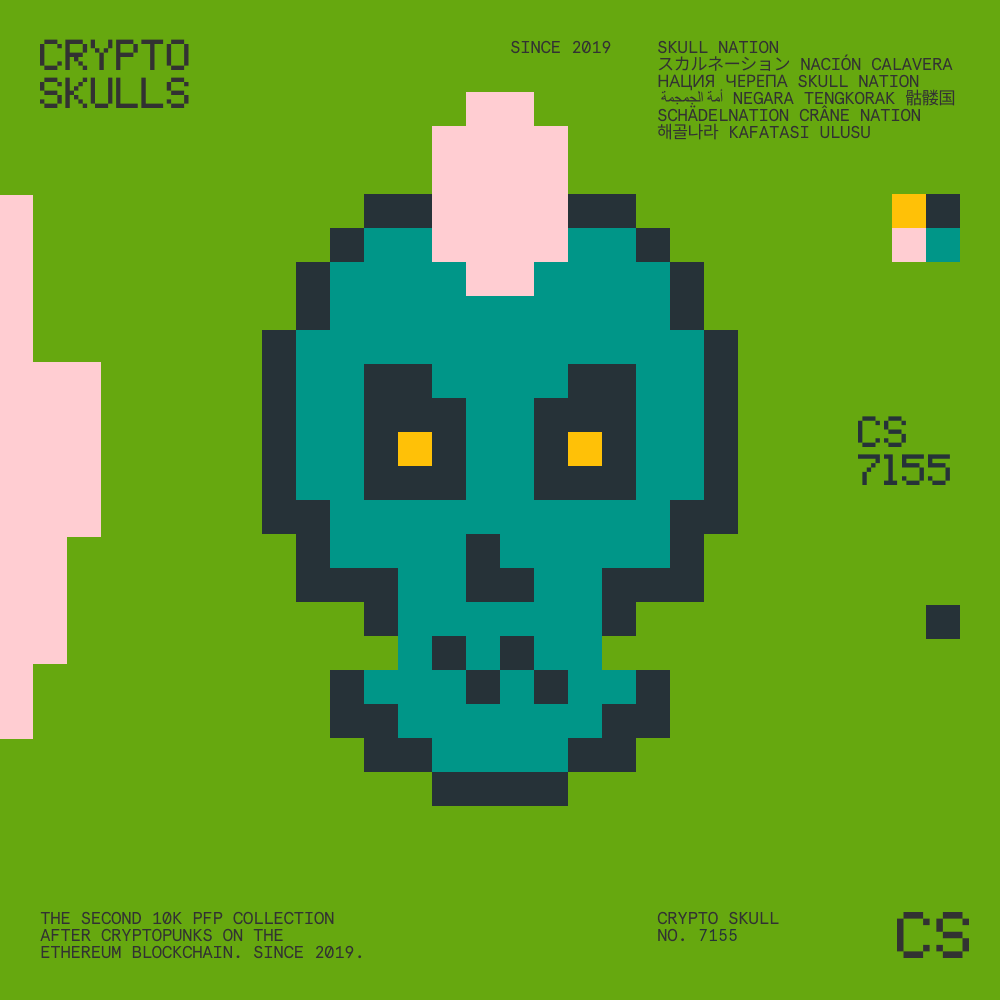 CRYPTO
SKULLS
SINCE 2019
SKULL NATION
スカルネーション NACIÓN CALAVERA
НАЦИЯ ЧЕРЕПА SKULL NATION
أمة الجمجمة NEGARA TENGKORAK 骷髅国
SCHÄDELNATION CRÂNE NATION
해골나라 KAFATASI ULUSU
CS
7155
THE SECOND 10K PFP COLLECTION
AFTER CRYPTOPUNKS ON THE
ETHEREUM BLOCKCHAIN. SINCE 2019.
CRYPTO SKULL
NO. 7155
CS